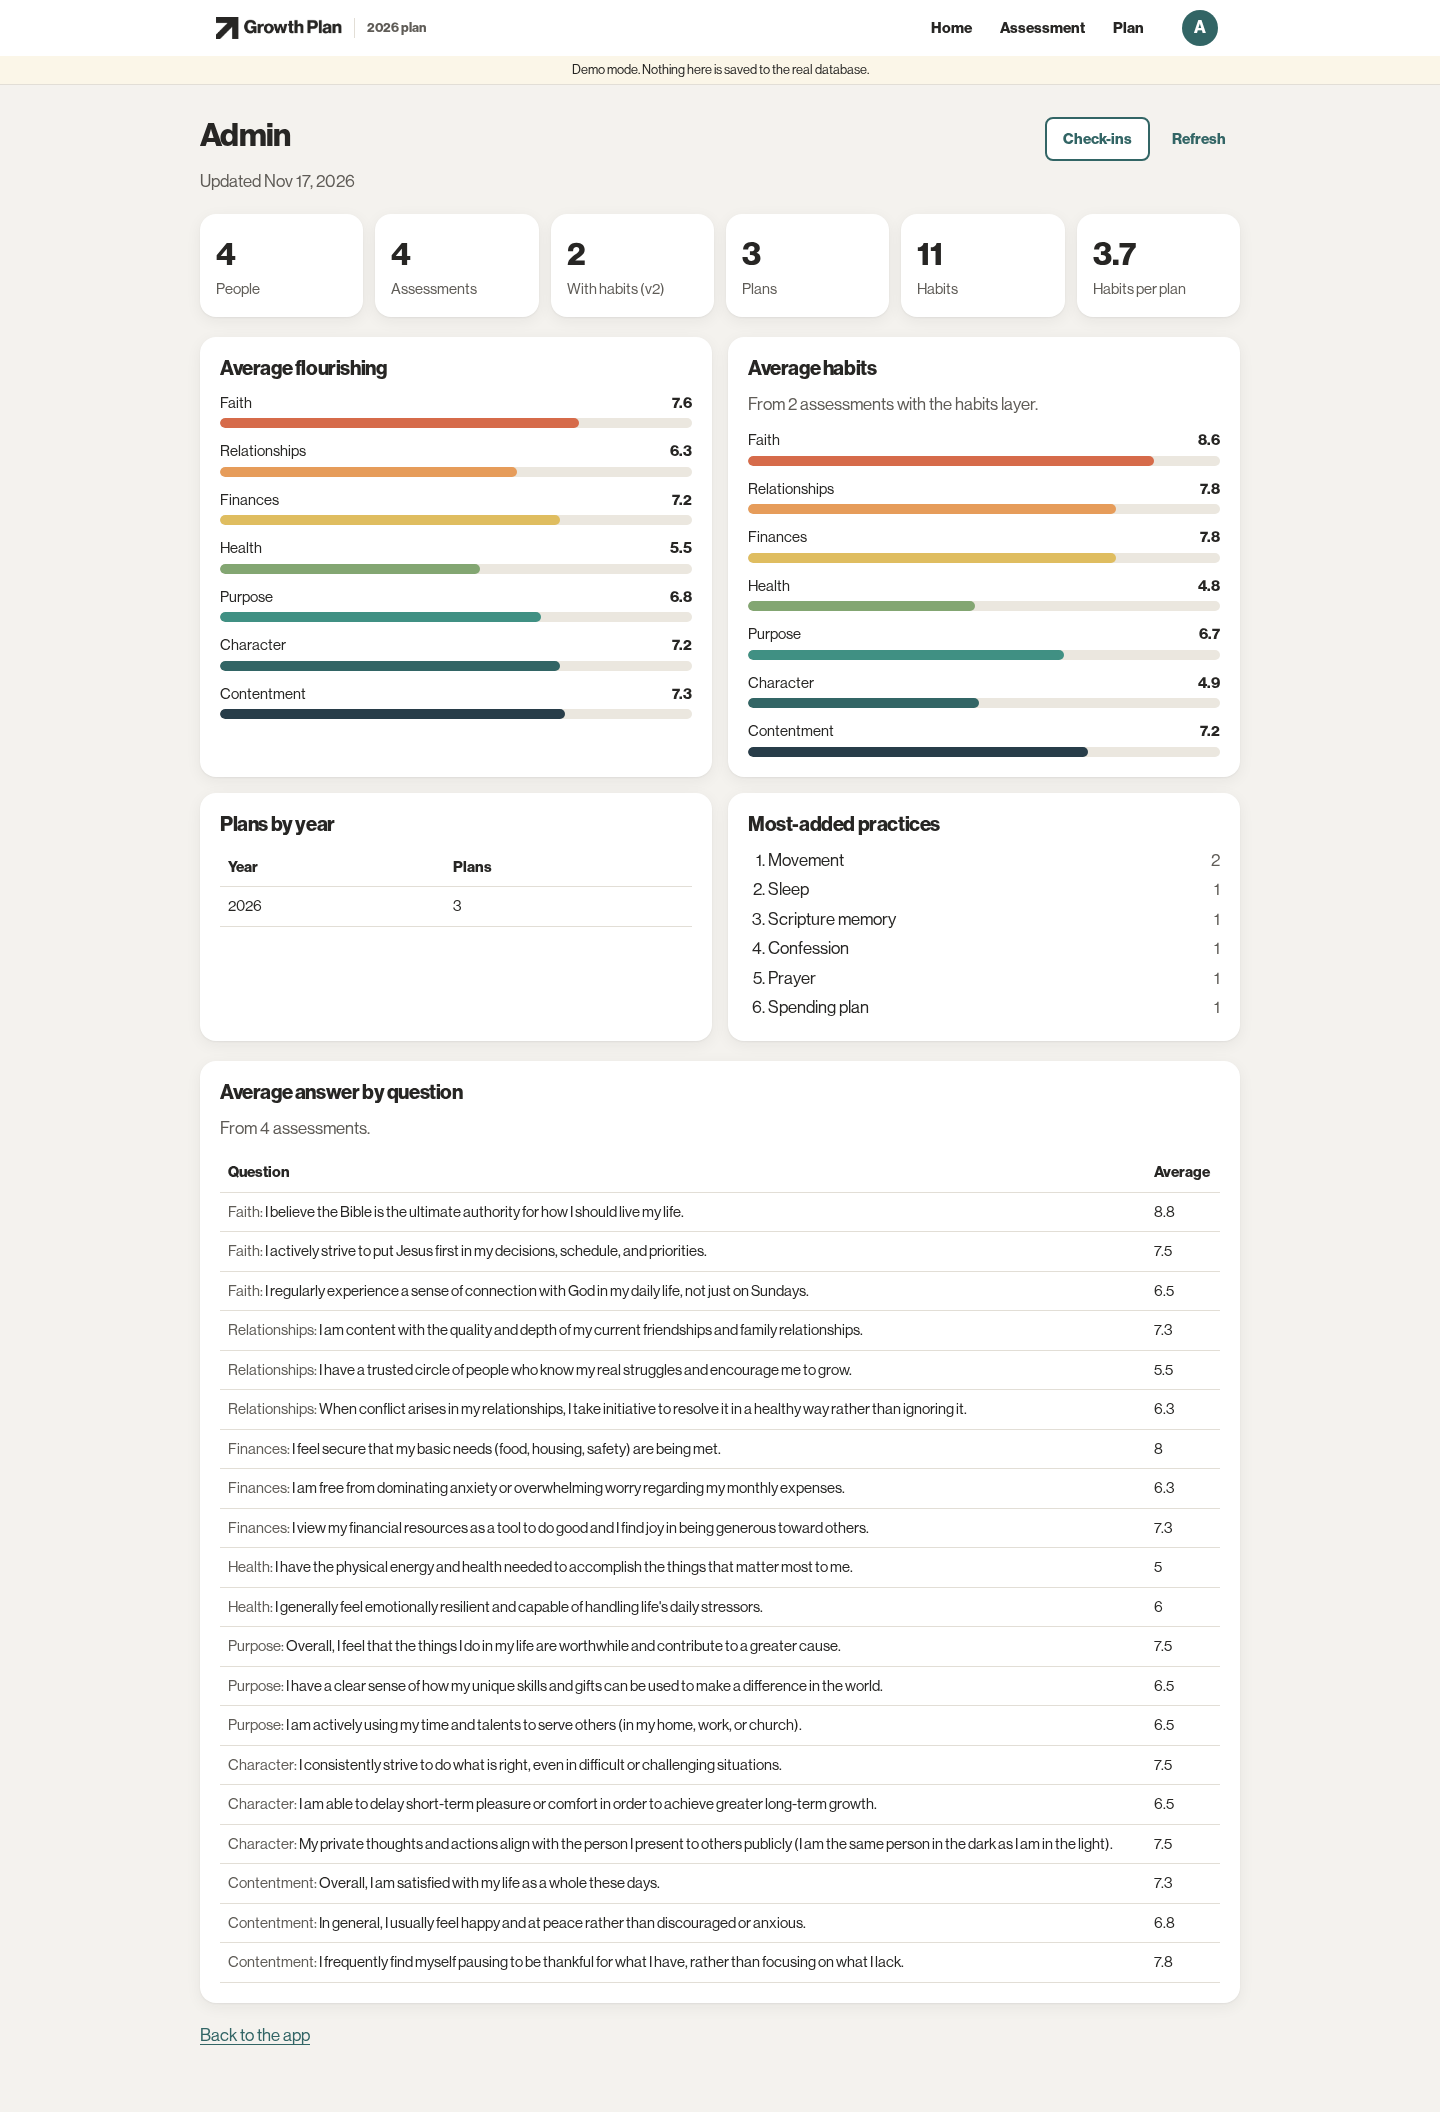 Growth Plan
2026 plan
Home
Assessment
Plan
A
Demo mode. Nothing here is saved to the real database.
Admin
Check-ins
Refresh
Updated Nov 17, 2026
4
People
4
Assessments
2
With habits (v2)
3
Plans
11
Habits
3.7
Habits per plan
Average flourishing
Faith 7.6
Relationships 6.3
Finances 7.2
Health 5.5
Purpose 6.8
Character 7.2
Contentment 7.3
Average habits
From 2 assessments with the habits layer.
Faith 8.6
Relationships 7.8
Finances 7.8
Health 4.8
Purpose 6.7
Character 4.9
Contentment 7.2
Plans by year
Year Plans
2026 3
Most-added practices
1. Movement 2
2. Sleep 1
3. Scripture memory 1
4. Confession 1
5. Prayer 1
6. Spending plan 1
Average answer by question
From 4 assessments.
Question Average
Faith: I believe the Bible is the ultimate authority for how I should live my life. 8.8
Faith: I actively strive to put Jesus first in my decisions, schedule, and priorities. 7.5
Faith: I regularly experience a sense of connection with God in my daily life, not just on Sundays. 6.5
Relationships: I am content with the quality and depth of my current friendships and family relationships. 7.3
Relationships: I have a trusted circle of people who know my real struggles and encourage me to grow. 5.5
Relationships: When conflict arises in my relationships, I take initiative to resolve it in a healthy way rather than ignoring it. 6.3
Finances: I feel secure that my basic needs (food, housing, safety) are being met. 8
Finances: I am free from dominating anxiety or overwhelming worry regarding my monthly expenses. 6.3
Finances: I view my financial resources as a tool to do good and I find joy in being generous toward others. 7.3
Health: I have the physical energy and health needed to accomplish the things that matter most to me. 5
Health: I generally feel emotionally resilient and capable of handling life's daily stressors. 6
Purpose: Overall, I feel that the things I do in my life are worthwhile and contribute to a greater cause. 7.5
Purpose: I have a clear sense of how my unique skills and gifts can be used to make a difference in the world. 6.5
Purpose: I am actively using my time and talents to serve others (in my home, work, or church). 6.5
Character: I consistently strive to do what is right, even in difficult or challenging situations. 7.5
Character: I am able to delay short-term pleasure or comfort in order to achieve greater long-term growth. 6.5
Character: My private thoughts and actions align with the person I present to others publicly (I am the same person in the dark as I am in the light). 7.5
Contentment: Overall, I am satisfied with my life as a whole these days. 7.3
Contentment: In general, I usually feel happy and at peace rather than discouraged or anxious. 6.8
Contentment: I frequently find myself pausing to be thankful for what I have, rather than focusing on what I lack. 7.8
Back to the app